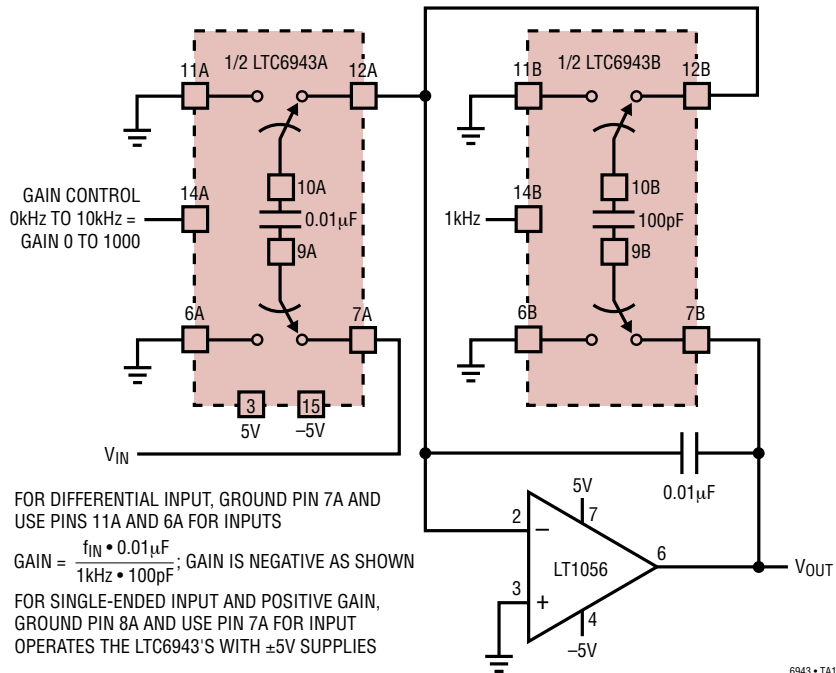 1/2 LTC6943A
1/2 LTC6943B
11A
12A
11B
12B
10A
10B
GAIN CONTROL
0kHz TO 10kHz =
GAIN 0 TO 1000
14A
0.01µF
1kHz
14B
100pF
9A
9B
6A
7A
6B
7B
3
15
5V
–5V
VIN
0.01µF
FOR DIFFERENTIAL INPUT, GROUND PIN 7A AND
USE PINS 11A AND 6A FOR INPUTS
GAIN = fIN • 0.01µF / 1kHz • 100pF; GAIN IS NEGATIVE AS SHOWN
FOR SINGLE-ENDED INPUT AND POSITIVE GAIN,
GROUND PIN 8A AND USE PIN 7A FOR INPUT
OPERATES THE LTC6943'S WITH ±5V SUPPLIES
5V
7
2
–
LT1056
6
VOUT
3
+
4
–5V
6943 • TA1